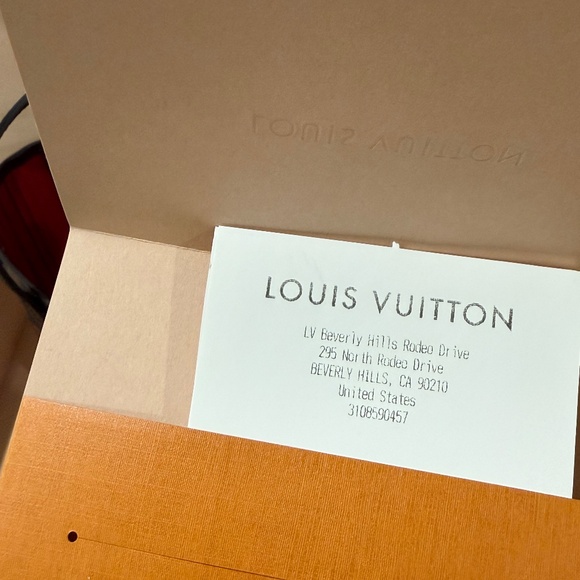 LOUIS VUITTON
LOUIS VUITTON
LV Beverly Hills Rodeo Drive
295 North Rodeo Drive
BEVERLY HILLS, CA 90210
United States
3108590457